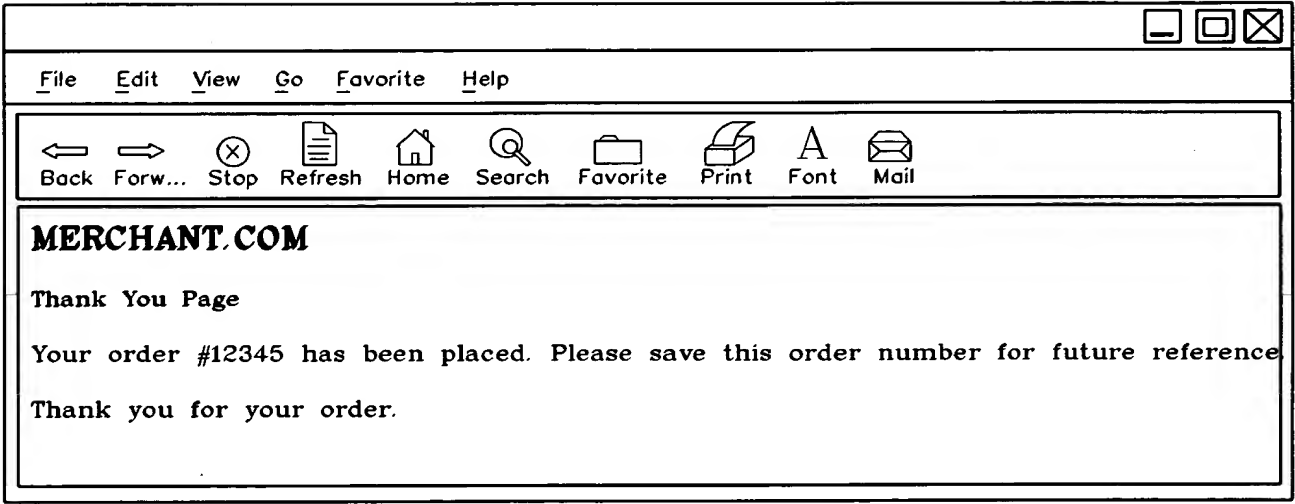 File Edit View Go Favorite Help
Back Forw... Stop Refresh Home Search Favorite Print A Font Mail
MERCHANT.COM
Thank You Page
Your order #12345 has been placed. Please save this order number for future reference.
Thank you for your order.